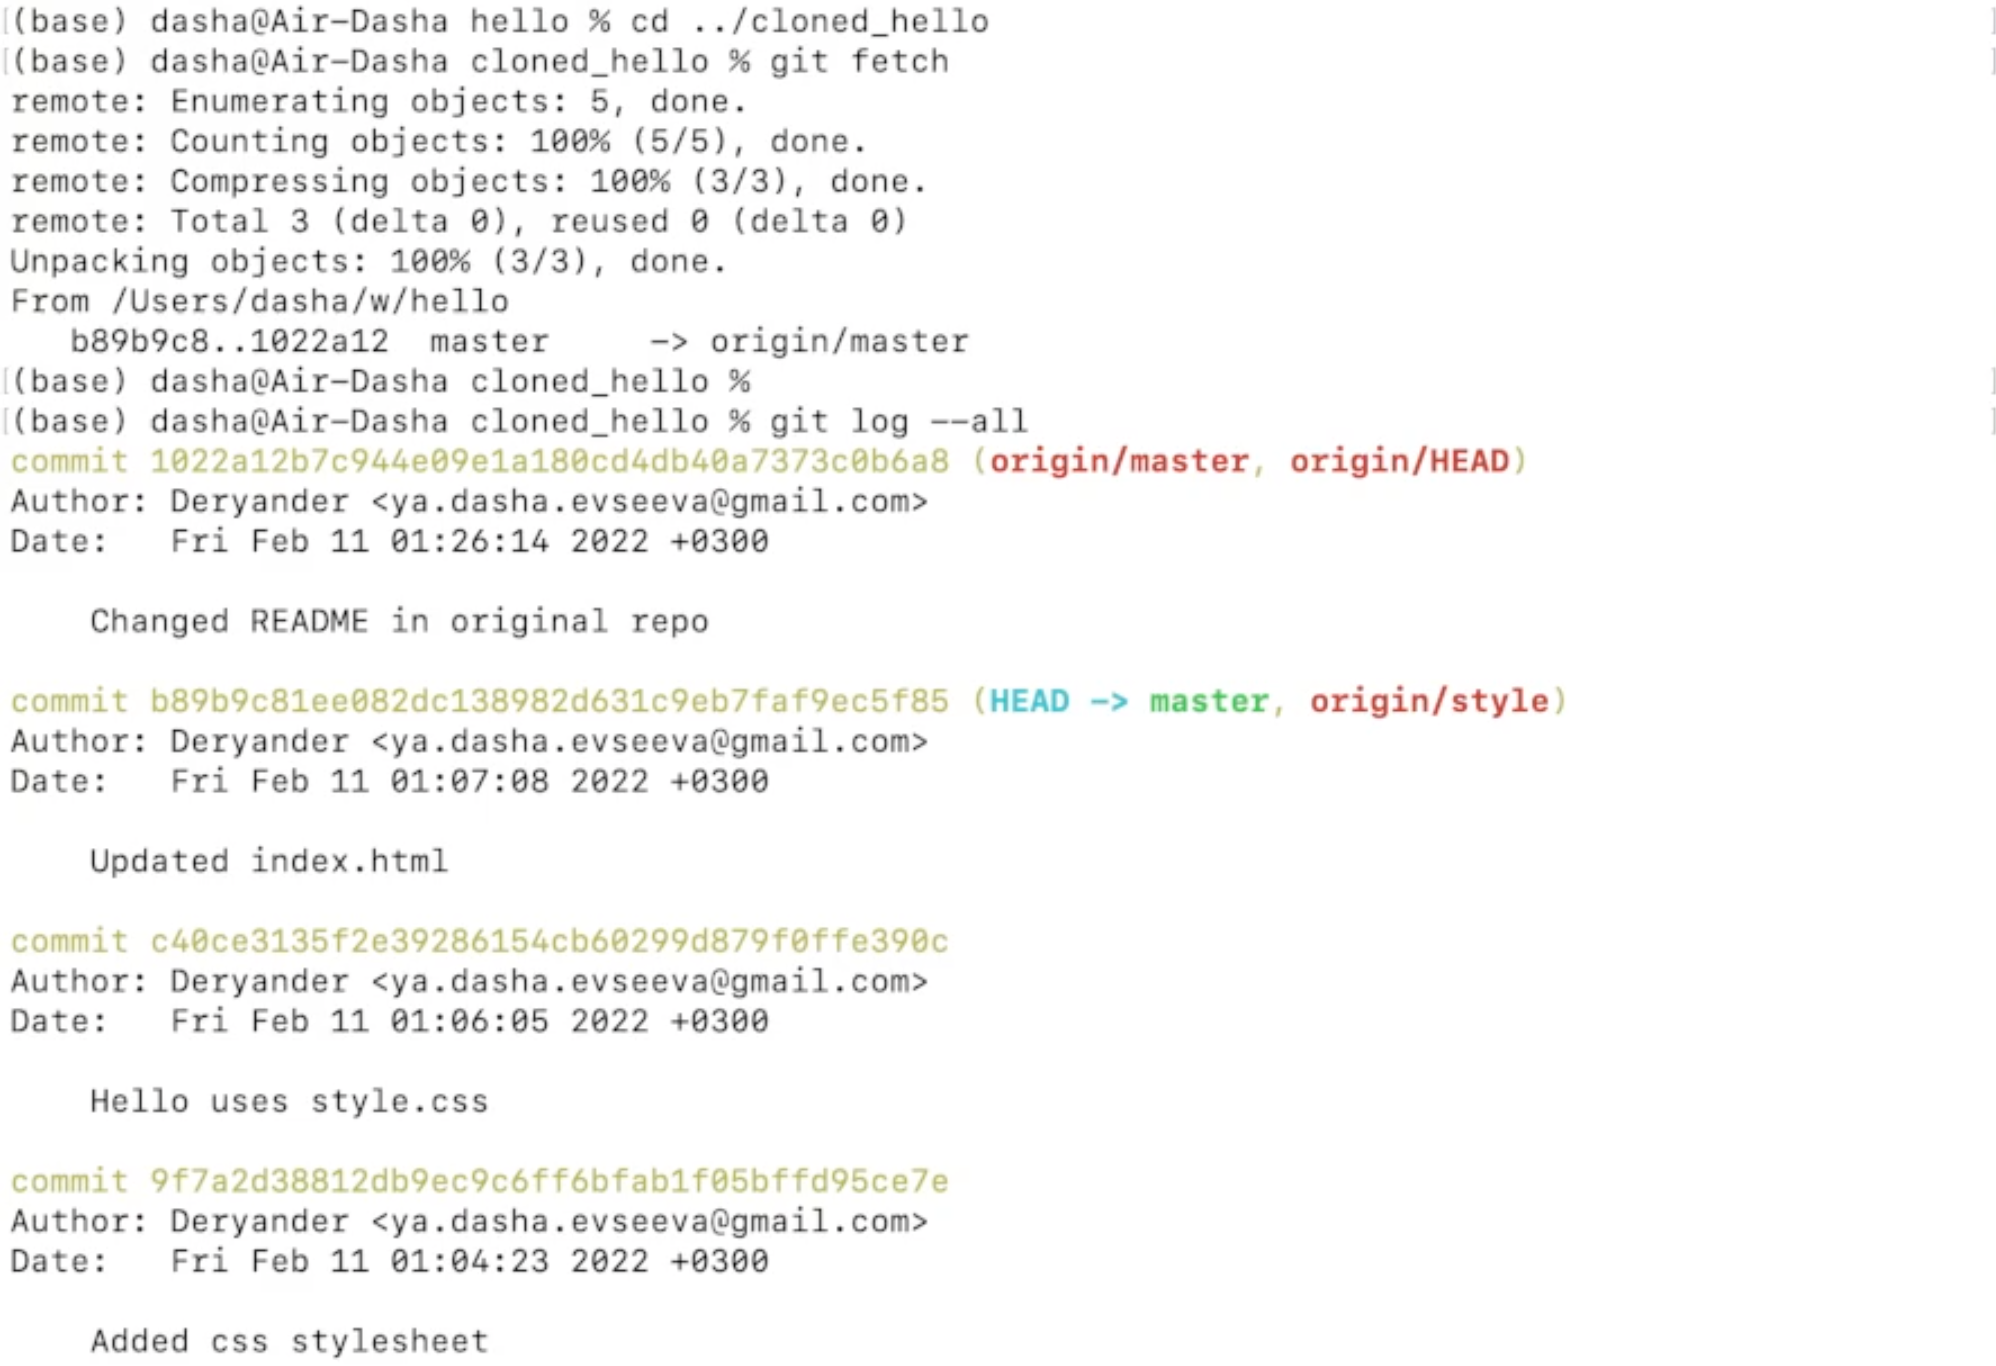 (base) dasha@Air-Dasha hello % cd ../cloned_hello
(base) dasha@Air-Dasha cloned_hello % git fetch
remote: Enumerating objects: 5, done.
remote: Counting objects: 100% (5/5), done.
remote: Compressing objects: 100% (3/3), done.
remote: Total 3 (delta 0), reused 0 (delta 0)
Unpacking objects: 100% (3/3), done.
From /Users/dasha/w/hello
   b89b9c8..1022a12  master     -> origin/master
(base) dasha@Air-Dasha cloned_hello %
(base) dasha@Air-Dasha cloned_hello % git log --all
commit 1022a12b7c944e09e1a180cd4db40a7373c0b6a8 (origin/master, origin/HEAD)
Author: Deryander <ya.dasha.evseeva@gmail.com>
Date:   Fri Feb 11 01:26:14 2022 +0300
    Changed README in original repo
commit b89b9c81ee082dc138982d631c9eb7faf9ec5f85 (HEAD -> master, origin/style)
Author: Deryander <ya.dasha.evseeva@gmail.com>
Date:   Fri Feb 11 01:07:08 2022 +0300
    Updated index.html
commit c40ce3135f2e39286154cb60299d879f0ffe390c
Author: Deryander <ya.dasha.evseeva@gmail.com>
Date:   Fri Feb 11 01:06:05 2022 +0300
    Hello uses style.css
commit 9f7a2d38812db9ec9c6ff6bfab1f05bffd95ce7e
Author: Deryander <ya.dasha.evseeva@gmail.com>
Date:   Fri Feb 11 01:04:23 2022 +0300
    Added css stylesheet